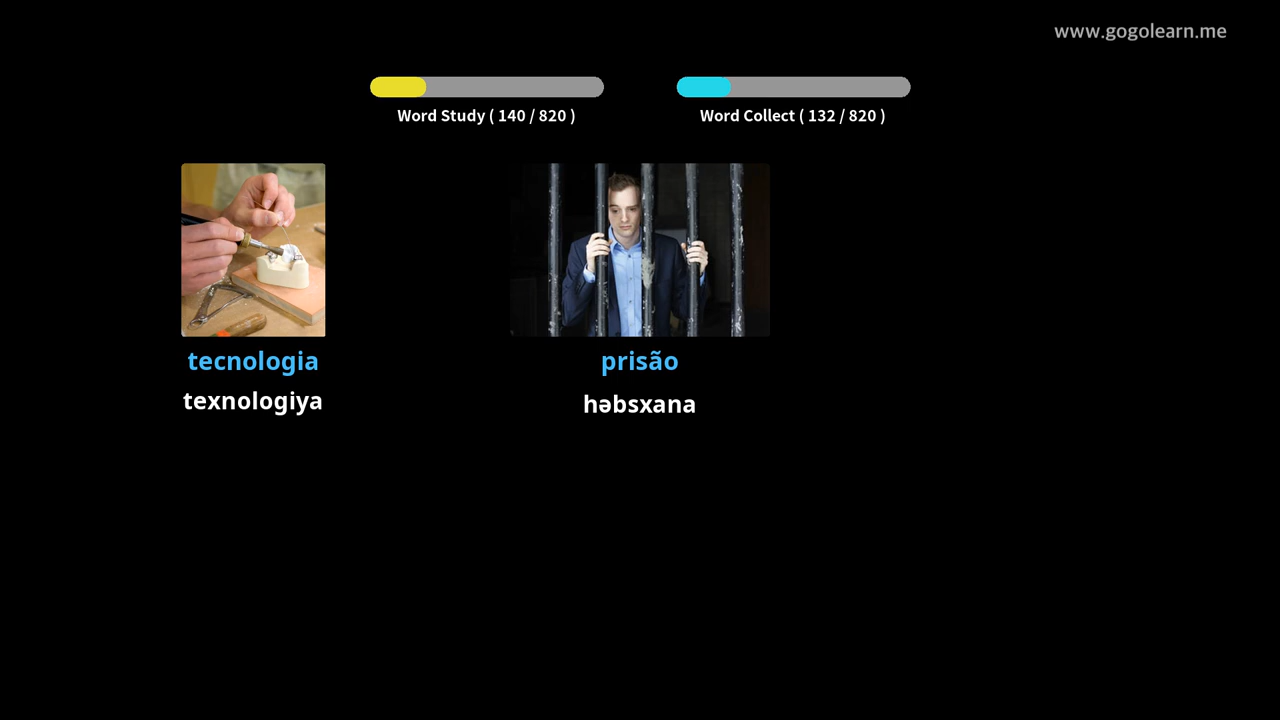 www.gogolearn.me
Word Study ( 140 / 820 )
Word Collect ( 132 / 820 )
tecnologia
prisão
texnologiya
həbsxana